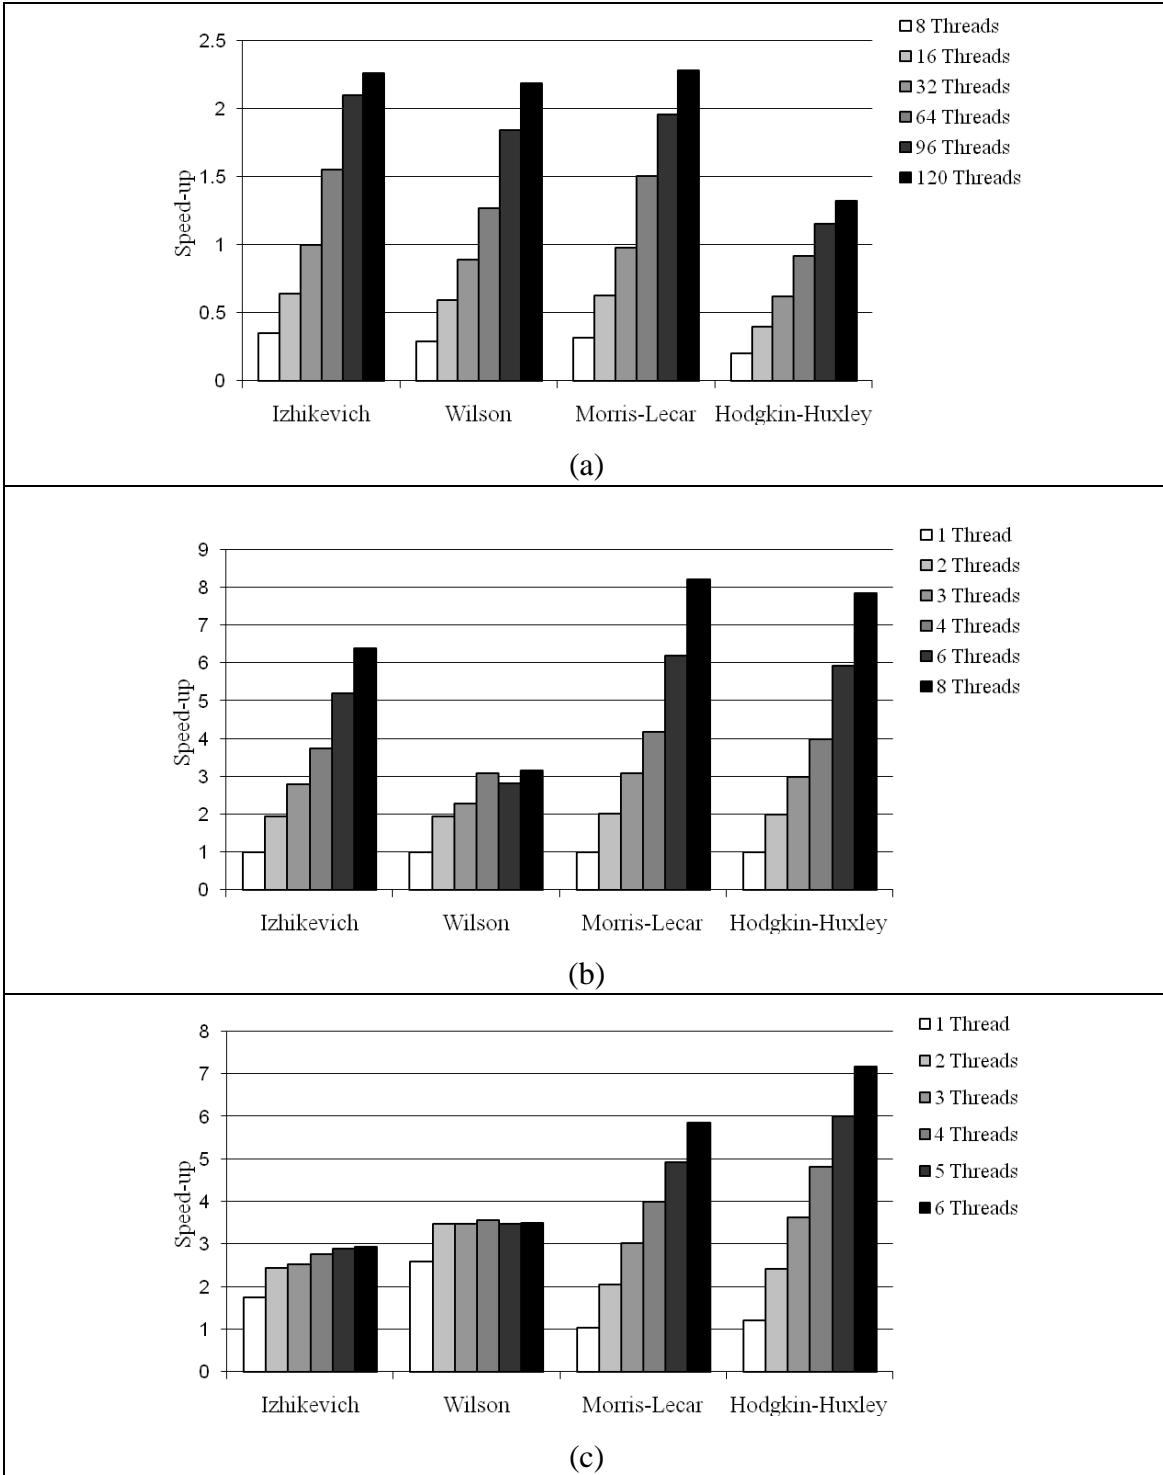 8 Threads
16 Threads
32 Threads
64 Threads
96 Threads
120 Threads
2.5
2
1.5
1
0.5
0
Speed-up
Izhikevich Wilson Morris-Lecar Hodgkin-Huxley
(a)
1 Thread
2 Threads
3 Threads
4 Threads
6 Threads
8 Threads
9
8
7
6
5
4
3
2
1
0
Speed-up
Izhikevich Wilson Morris-Lecar Hodgkin-Huxley
(b)
1 Thread
2 Threads
3 Threads
4 Threads
5 Threads
6 Threads
8
7
6
5
4
3
2
1
0
Speed-up
Izhikevich Wilson Morris-Lecar Hodgkin-Huxley
(c)